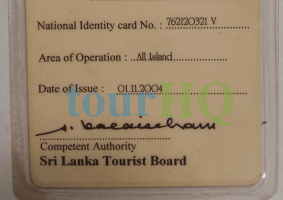 National Identity card No. : 762120321 V
Area of Operation : All Island
Date of Issue : 01.11.2004
tourHQ
Competent Authority
Sri Lanka Tourist Board